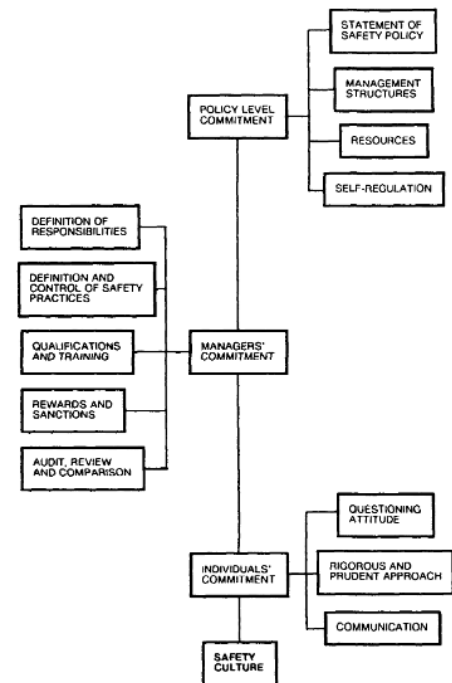 STATEMENT OF
SAFETY POLICY
MANAGEMENT
STRUCTURES
POLICY LEVEL
COMMITMENT
RESOURCES
SELF-REGULATION
DEFINITION OF
RESPONSIBILITIES
DEFINITION AND
CONTROL OF SAFETY
PRACTICES
QUALIFICATIONS
AND TRAINING
MANAGERS'
COMMITMENT
REWARDS AND
SANCTIONS
AUDIT, REVIEW
AND COMPARISON
QUESTIONING
ATTITUDE
INDIVIDUALS'
COMMITMENT
RIGOROUS AND
PRUDENT APPROACH
COMMUNICATION
SAFETY
CULTURE